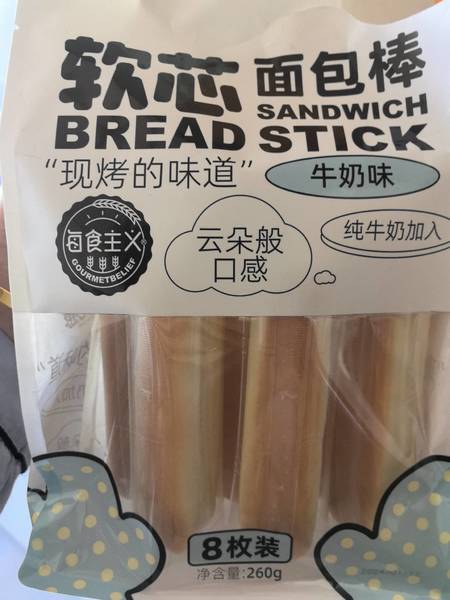 软芯 面包棒
SANDWICH
BREAD STICK
“现烤的味道”
牛奶味
每食主义
GOURMETBELIEF
云朵般
口感
纯牛奶加入
8枚装
净含量:260g